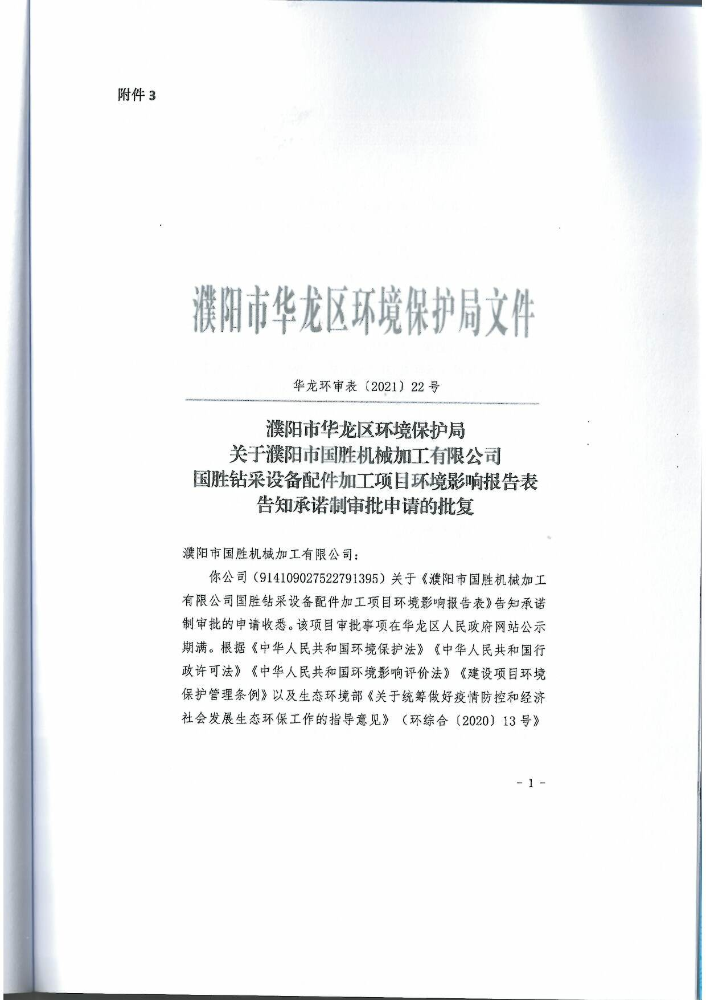 附件 3
濮阳市华龙区环境保护局文件
华龙环审表〔2021〕22 号
濮阳市华龙区环境保护局
关于濮阳市国胜机械加工有限公司
国胜钻采设备配件加工项目环境影响报告表
告知承诺制审批申请的批复
濮阳市国胜机械加工有限公司:
你公司(914109027522791395)关于《濮阳市国胜机械加工
有限公司国胜钻采设备配件加工项目环境影响报告表》告知承诺
制审批的申请收悉。该项目审批事项在华龙区人民政府网站公示
期满。根据《中华人民共和国环境保护法》《中华人民共和国行
政许可法》《中华人民共和国环境影响评价法》《建设项目环境
保护管理条例》以及生态环境部《关于统筹做好疫情防控和经济
社会发展生态环保工作的指导意见》(环综合〔2020〕13 号》
- 1 -